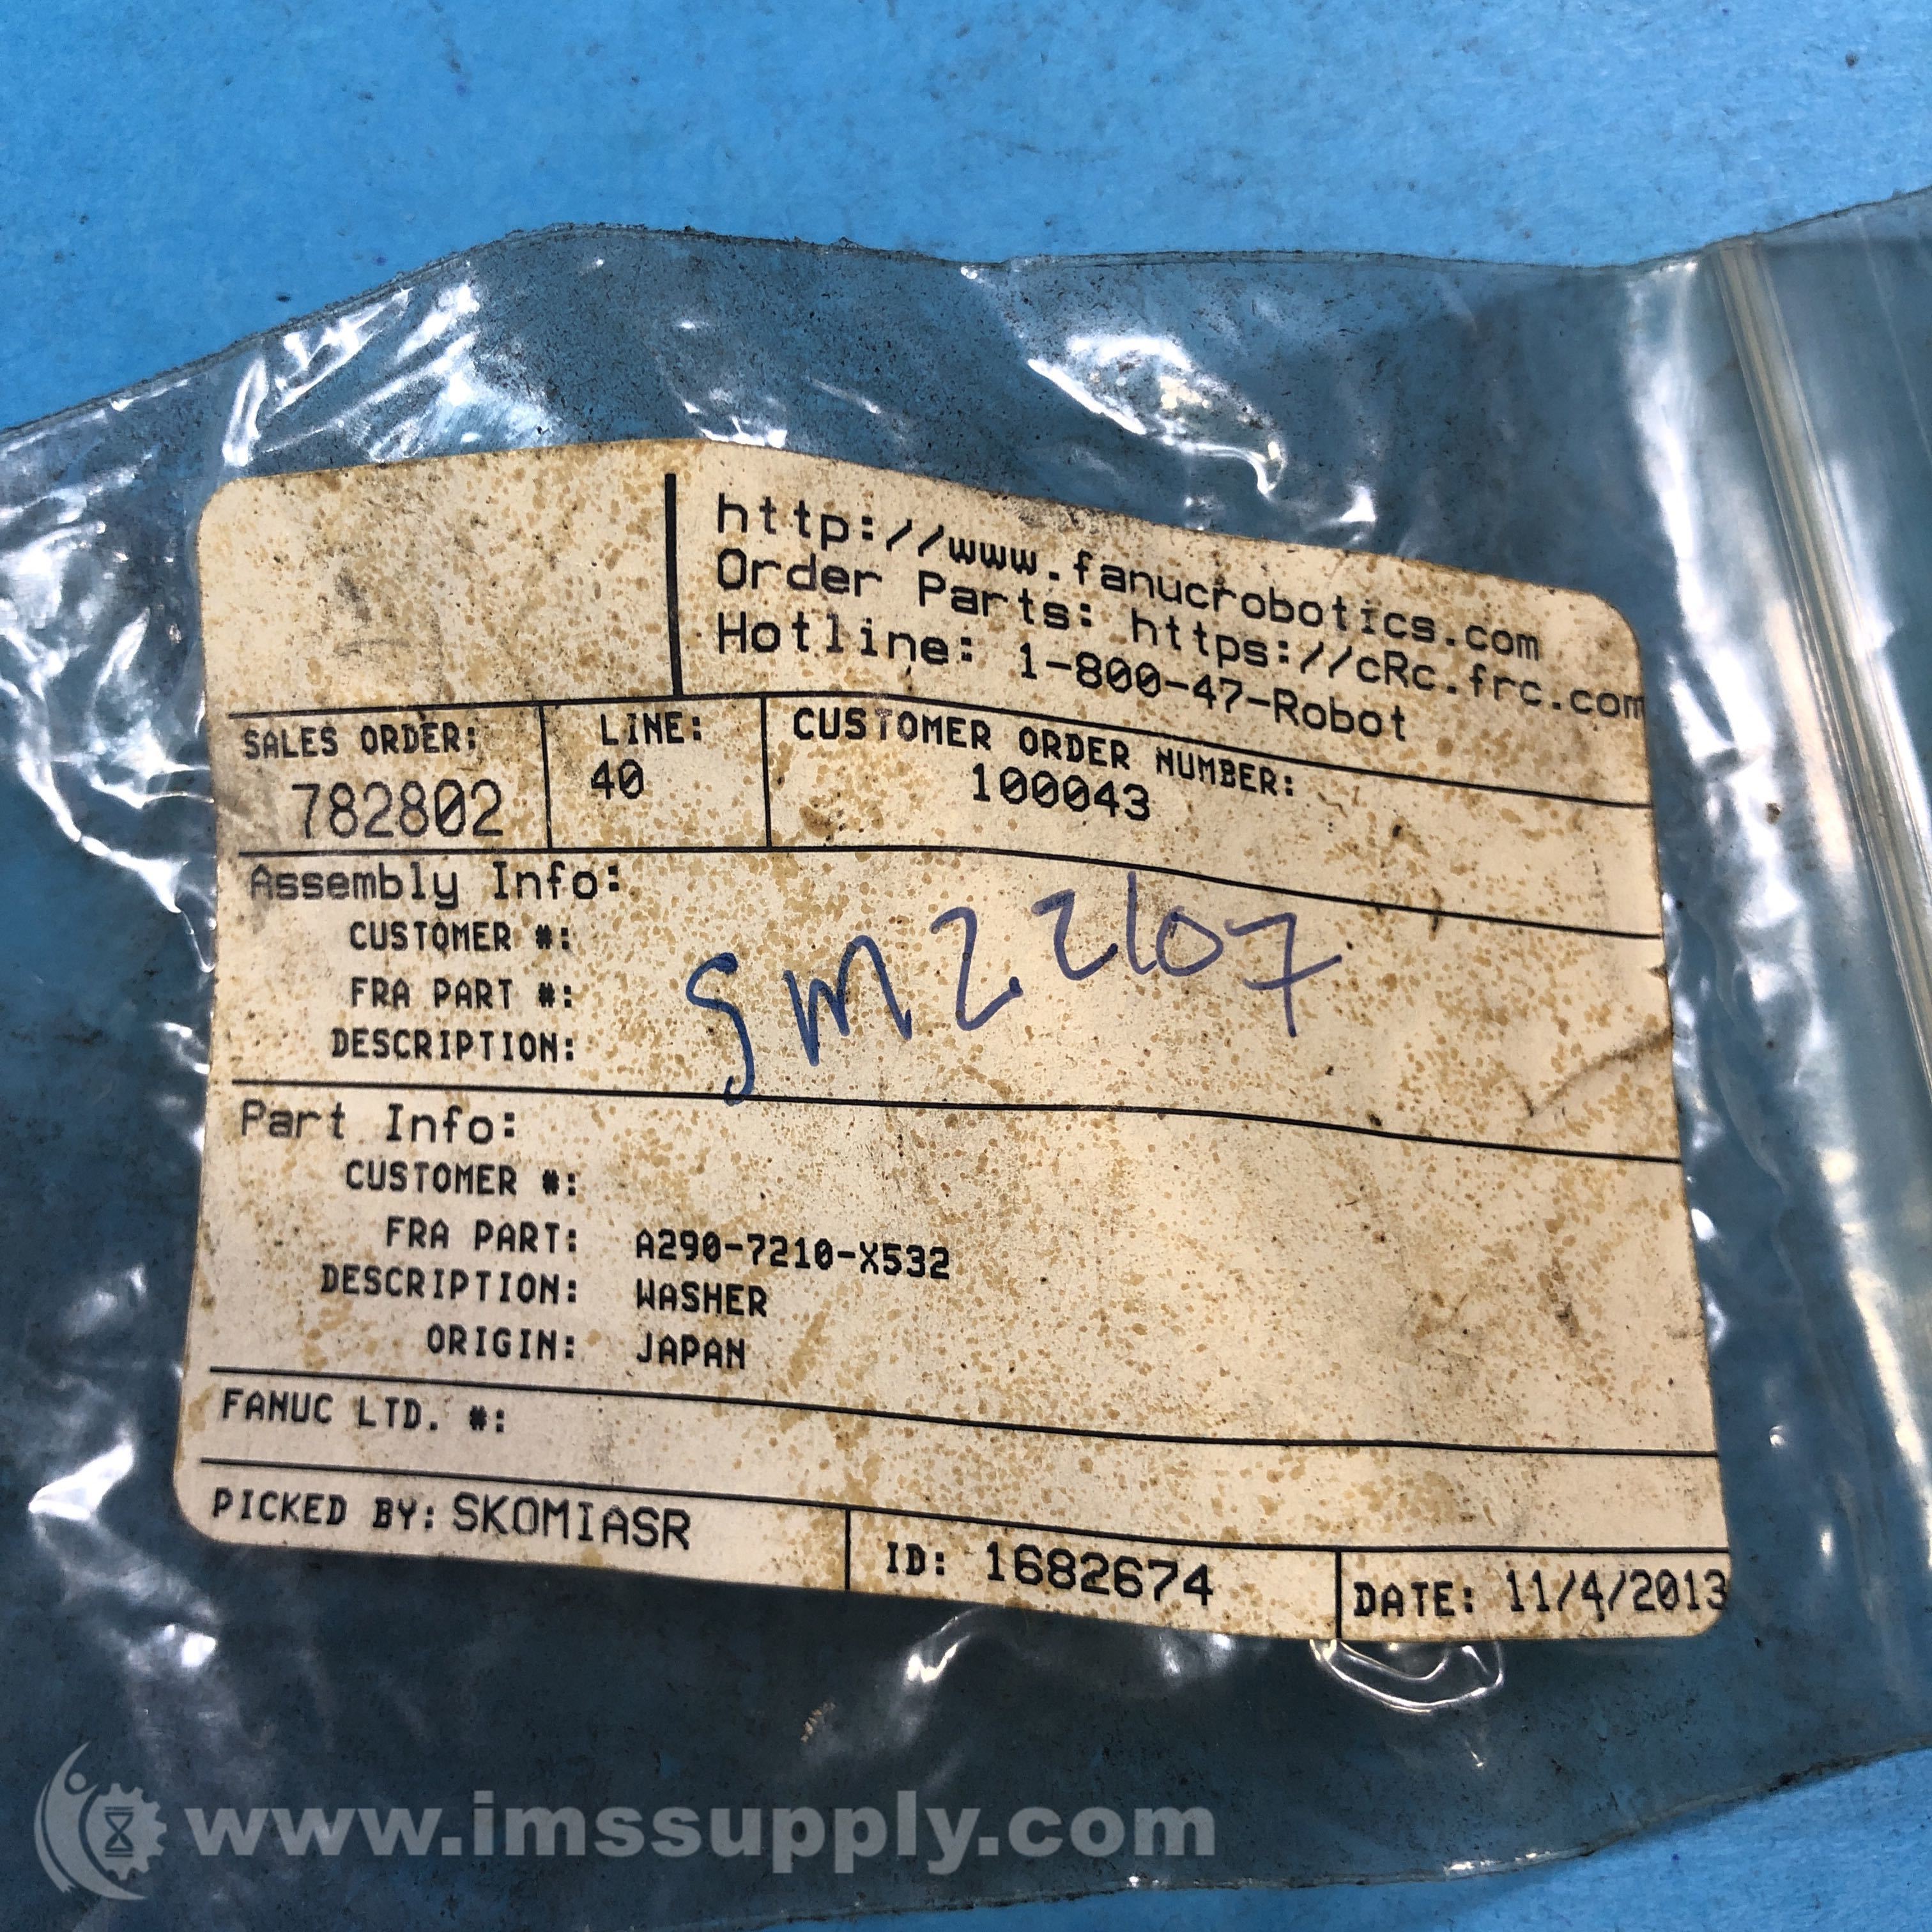 http://www.fanucrobotics.com
Order Parts: https://cRc.frc.com
Hotline: 1-800-47-Robot
SALES ORDER: LINE: CUSTOMER ORDER NUMBER:
782802 40 100043
Assembly Info:
CUSTOMER #:
FRA PART #:
DESCRIPTION:
SM22107
Part Info:
CUSTOMER #:
FRA PART: A290-7210-X532
DESCRIPTION: WASHER
ORIGIN: JAPAN
FANUC LTD. #:
PICKED BY: SKOMIASR ID: 1682674 DATE: 11/4/2013
www.imssupply.com